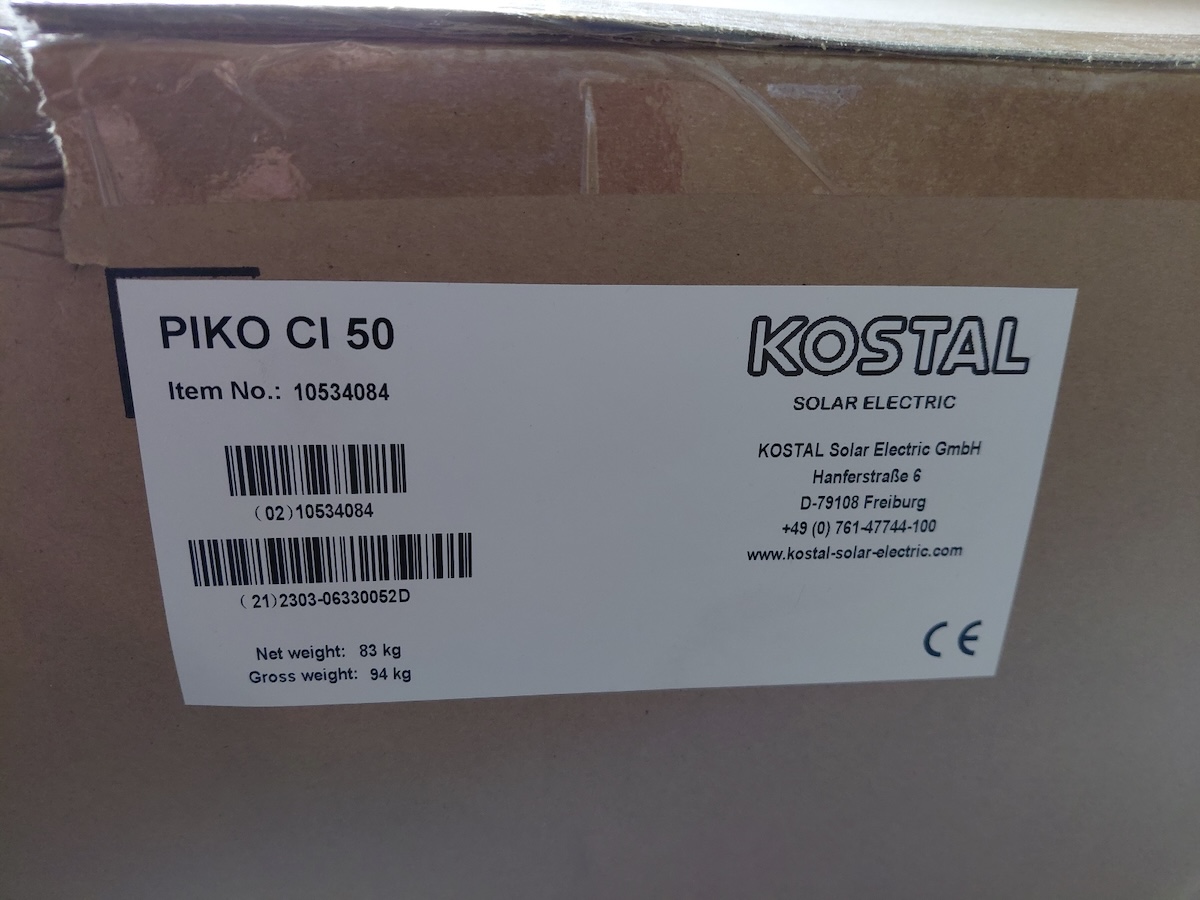 PIKO CI 50
Item No.: 10534084
(02)10534084
(21)2303-06330052D
Net weight: 83 kg
Gross weight: 94 kg
KOSTAL
SOLAR ELECTRIC
KOSTAL Solar Electric GmbH
Hanferstraße 6
D-79108 Freiburg
+49 (0) 761-47744-100
www.kostal-solar-electric.com
CE